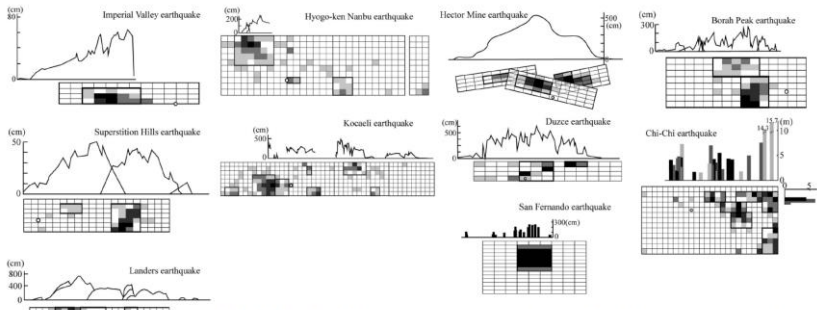 (cm)
Imperial Valley earthquake
80
0
(cm)
Hyogo-ken Nanbu earthquake
200
0
Hector Mine earthquake
(cm)
500
0
Borah Peak earthquake
(cm)
300
0
(cm)
Superstition Hills earthquake
50
0
Kocaeli earthquake
(cm)
500
0
Duzce earthquake
(cm)
500
0
Chi-Chi earthquake
(m)
10
5
0
0
5
San Fernando earthquake
300(cm)
0
Landers earthquake
(cm)
800
400
0